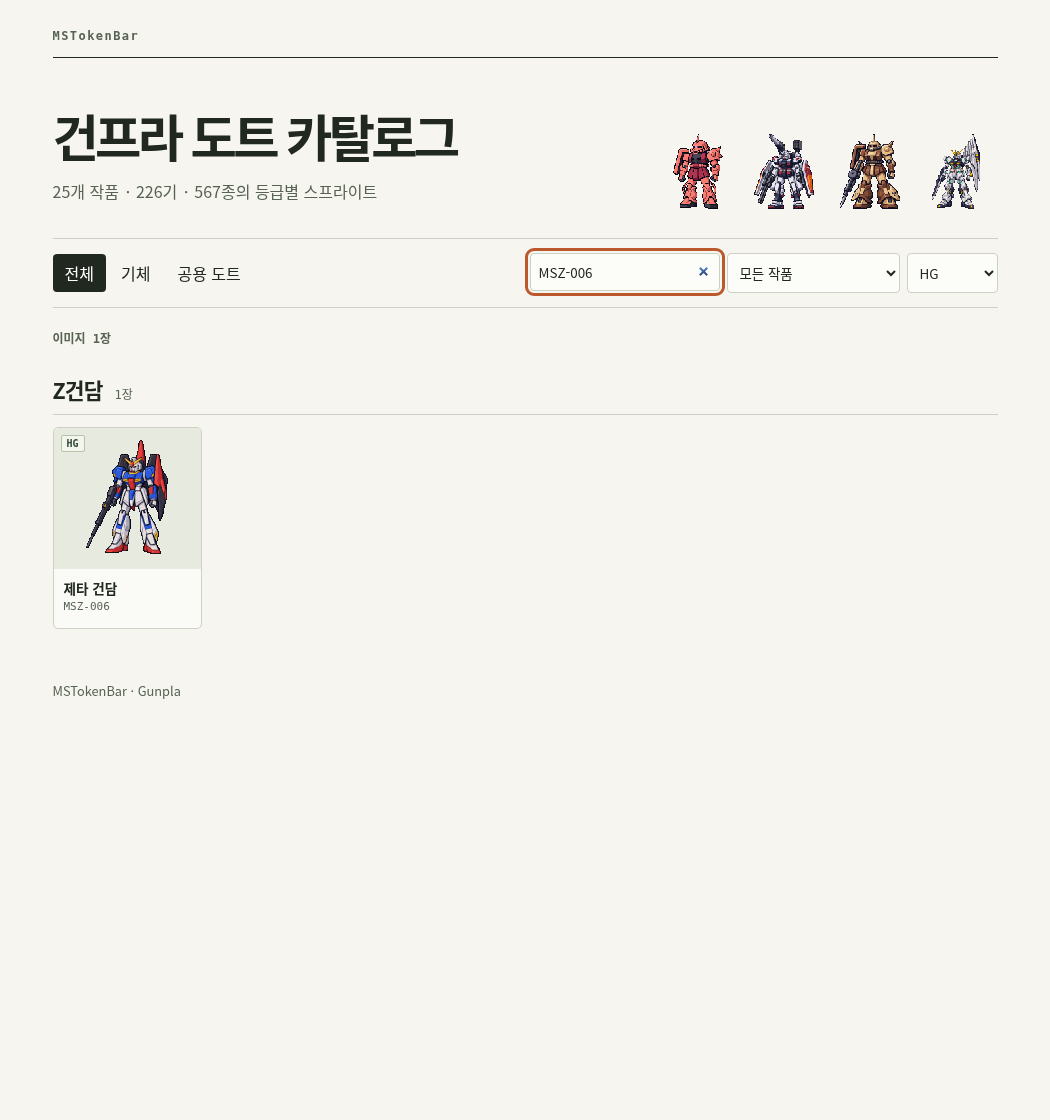 MSTokenBar
건프라 도트 카탈로그
25개 작품 · 226기 · 567종의 등급별 스프라이트
전체 기체 공용 도트 MSZ-006 × 모든 작품 HG
이미지 1장
Z건담 1장
HG
제타 건담
MSZ-006
MSTokenBar · Gunpla